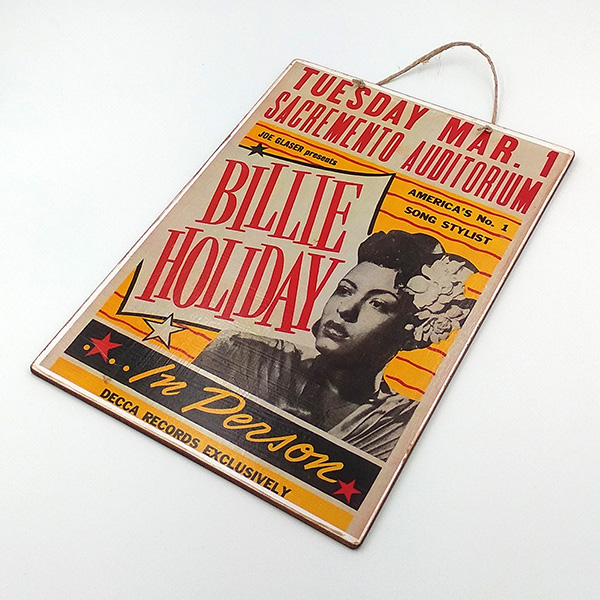 TUESDAY MAR. 1
SACREMENTO AUDITORIUM
JOE GLASER presents
BILLIE
HOLIDAY
AMERICA'S No. 1
SONG STYLIST
... In Person
DECCA RECORDS EXCLUSIVELY